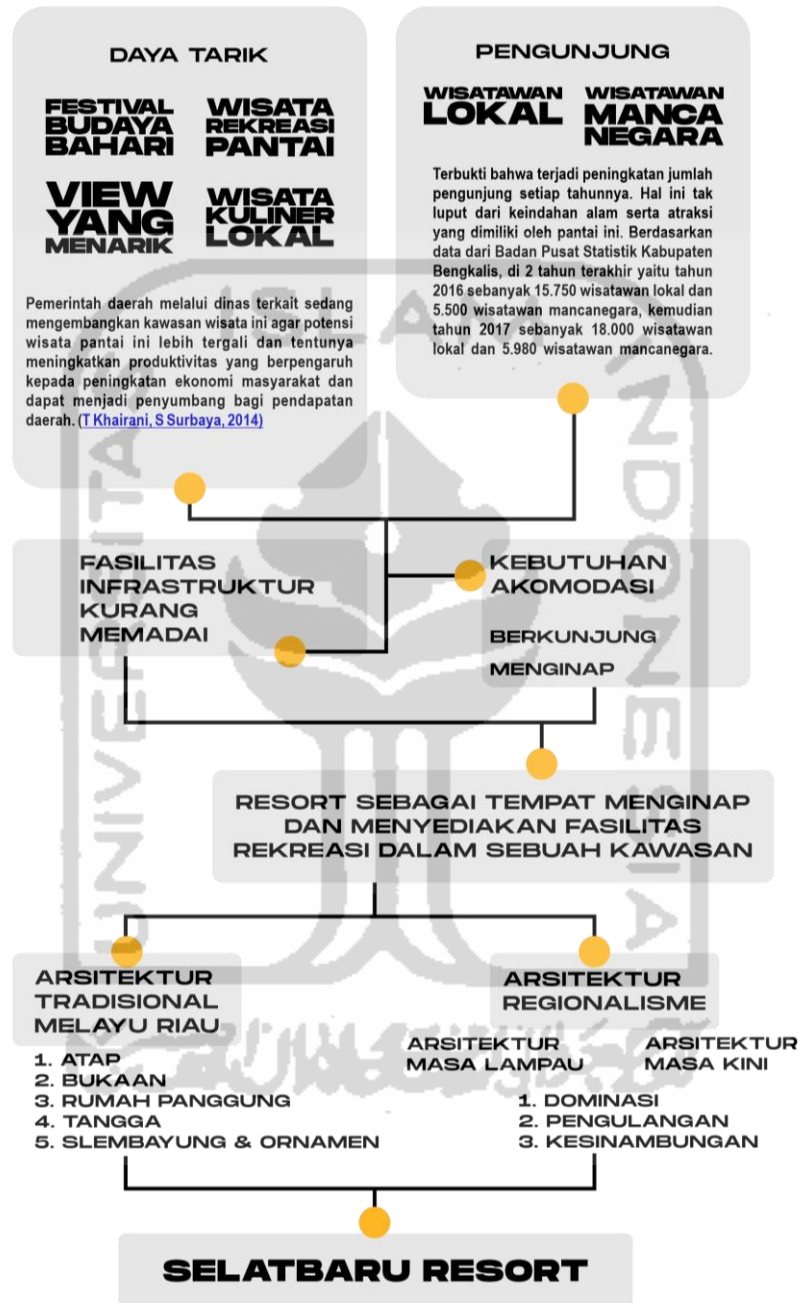 DAYA TARIK
FESTIVAL
BUDAYA
BAHARI
WISATA
REKREASI
PANTAI
VIEW
YANG
MENARIK
WISATA
KULINER
LOKAL
Pemerintah daerah melalui dinas terkait sedang
mengembangkan kawasan wisata ini agar potensi
wisata pantai ini lebih tergali dan tentunya
meningkatkan produktivitas yang berpengaruh
kepada peningkatan ekonomi masyarakat dan
dapat menjadi penyumbang bagi pendapatan
daerah. (T Khairani, S Surbaya, 2014)
PENGUNJUNG
WISATAWAN
LOKAL
WISATAWAN
MANCA
NEGARA
Terbukti bahwa terjadi peningkatan jumlah
pengunjung setiap tahunnya. Hal ini tak
luput dari keindahan alam serta atraksi
yang dimiliki oleh pantai ini. Berdasarkan
data dari Badan Pusat Statistik Kabupaten
Bengkalis, di 2 tahun terakhir yaitu tahun
2016 sebanyak 15.750 wisatawan lokal dan
5.500 wisatawan mancanegara, kemudian
tahun 2017 sebanyak 18.000 wisatawan
lokal dan 5.980 wisatawan mancanegara.
FASILITAS
INFRASTRUKTUR
KURANG
MEMADAI
KEBUTUHAN
AKOMODASI
BERKUNJUNG
MENGINAP
RESORT SEBAGAI TEMPAT MENGINAP
DAN MENYEDIAKAN FASILITAS
REKREASI DALAM SEBUAH KAWASAN
ARSITEKTUR
TRADISIONAL
MELAYU RIAU
1. ATAP
2. BUKAAN
3. RUMAH PANGGUNG
4. TANGGA
5. SLEMBAYUNG & ORNAMEN
ARSITEKTUR
REGIONALISME
ARSITEKTUR
MASA LAMPAU
ARSITEKTUR
MASA KINI
1. DOMINASI
2. PENGULANGAN
3. KESINAMBUNGAN
SELATBARU RESORT
UNIVERSITAS
ISLAM
INDONESIA